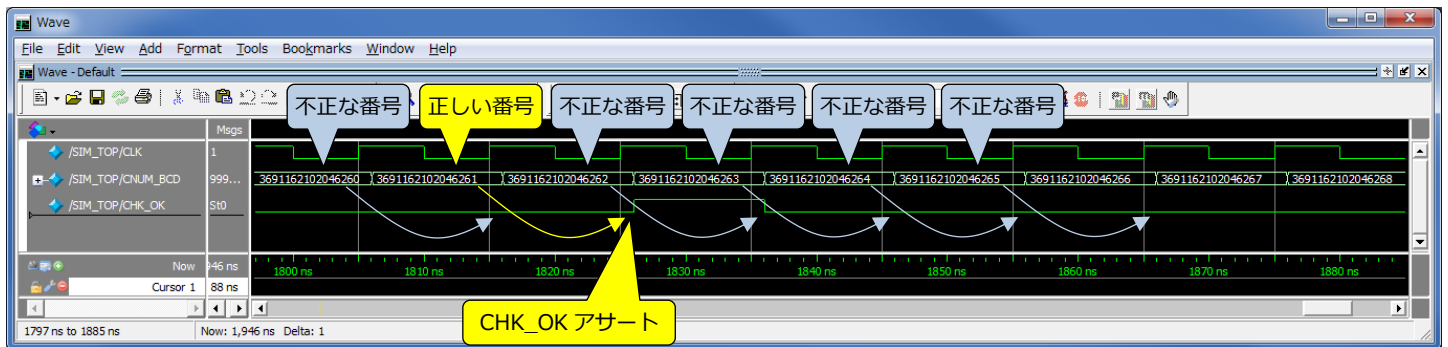 Wave
File Edit View Add Format Tools Bookmarks Window Help
Wave - Default
不正な番号 正しい番号 不正な番号 不正な番号 不正な番号 不正な番号
Msgs
/SIM_TOP/CLK 1
/SIM_TOP/CNUM_BCD 999... 3691162102046260 3691162102046261 3691162102046262 3691162102046263 3691162102046264 3691162102046265 3691162102046266 3691162102046267 3691162102046268
/SIM_TOP/CHK_OK St0
Now 946 ns 1800 ns 1810 ns 1820 ns 1830 ns 1840 ns 1850 ns 1860 ns 1870 ns 1880 ns
Cursor 1 88 ns
CHK_OK アサート
1797 ns to 1885 ns Now: 1,946 ns Delta: 1